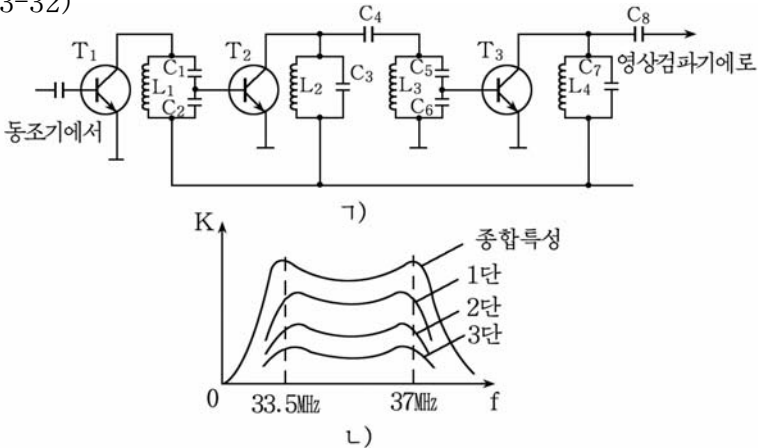 3-32)
C4
C8
T1
C1
L1
C2
T2
L2
C3
C5
L3
C6
T3
C7
L4
영상검파기에로
동조기에서
ㄱ)
K
종합특성
1단
2단
3단
0
33.5㎒
37㎒
f
ㄴ)